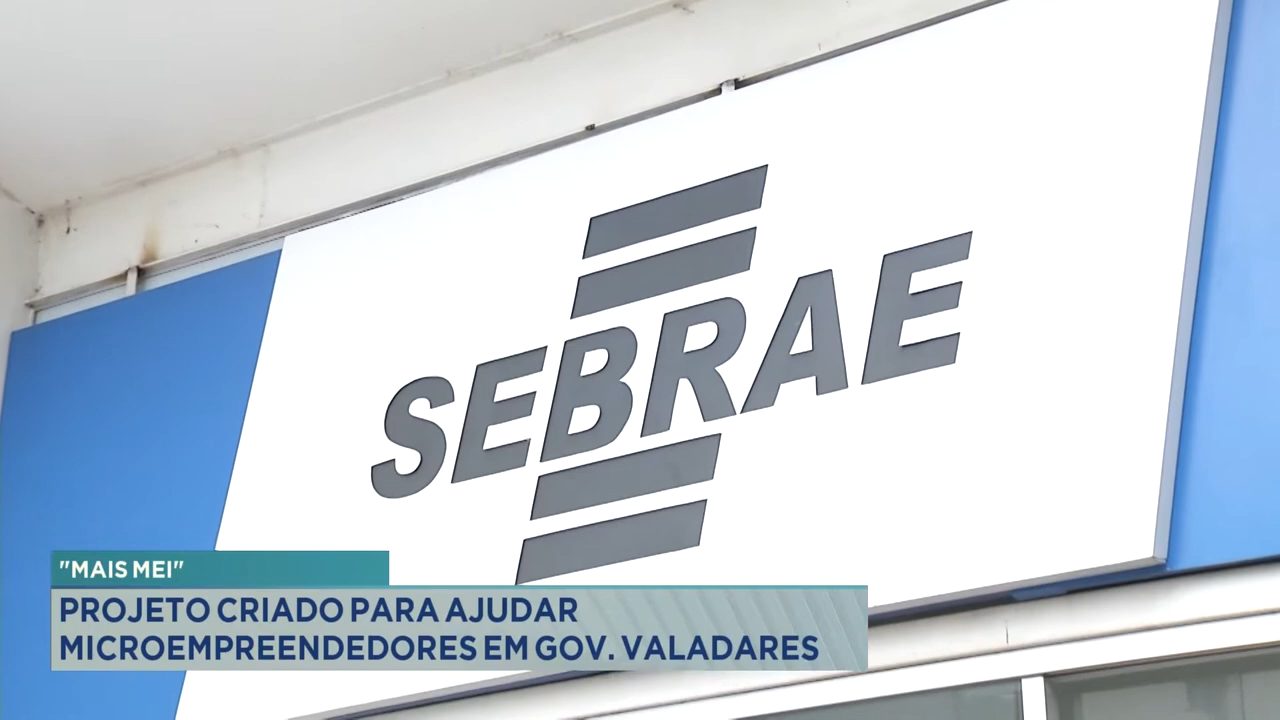 SEBRAE
"MAIS MEI"
PROJETO CRIADO PARA AJUDAR
MICROEMPREENDEDORES EM GOV. VALADARES